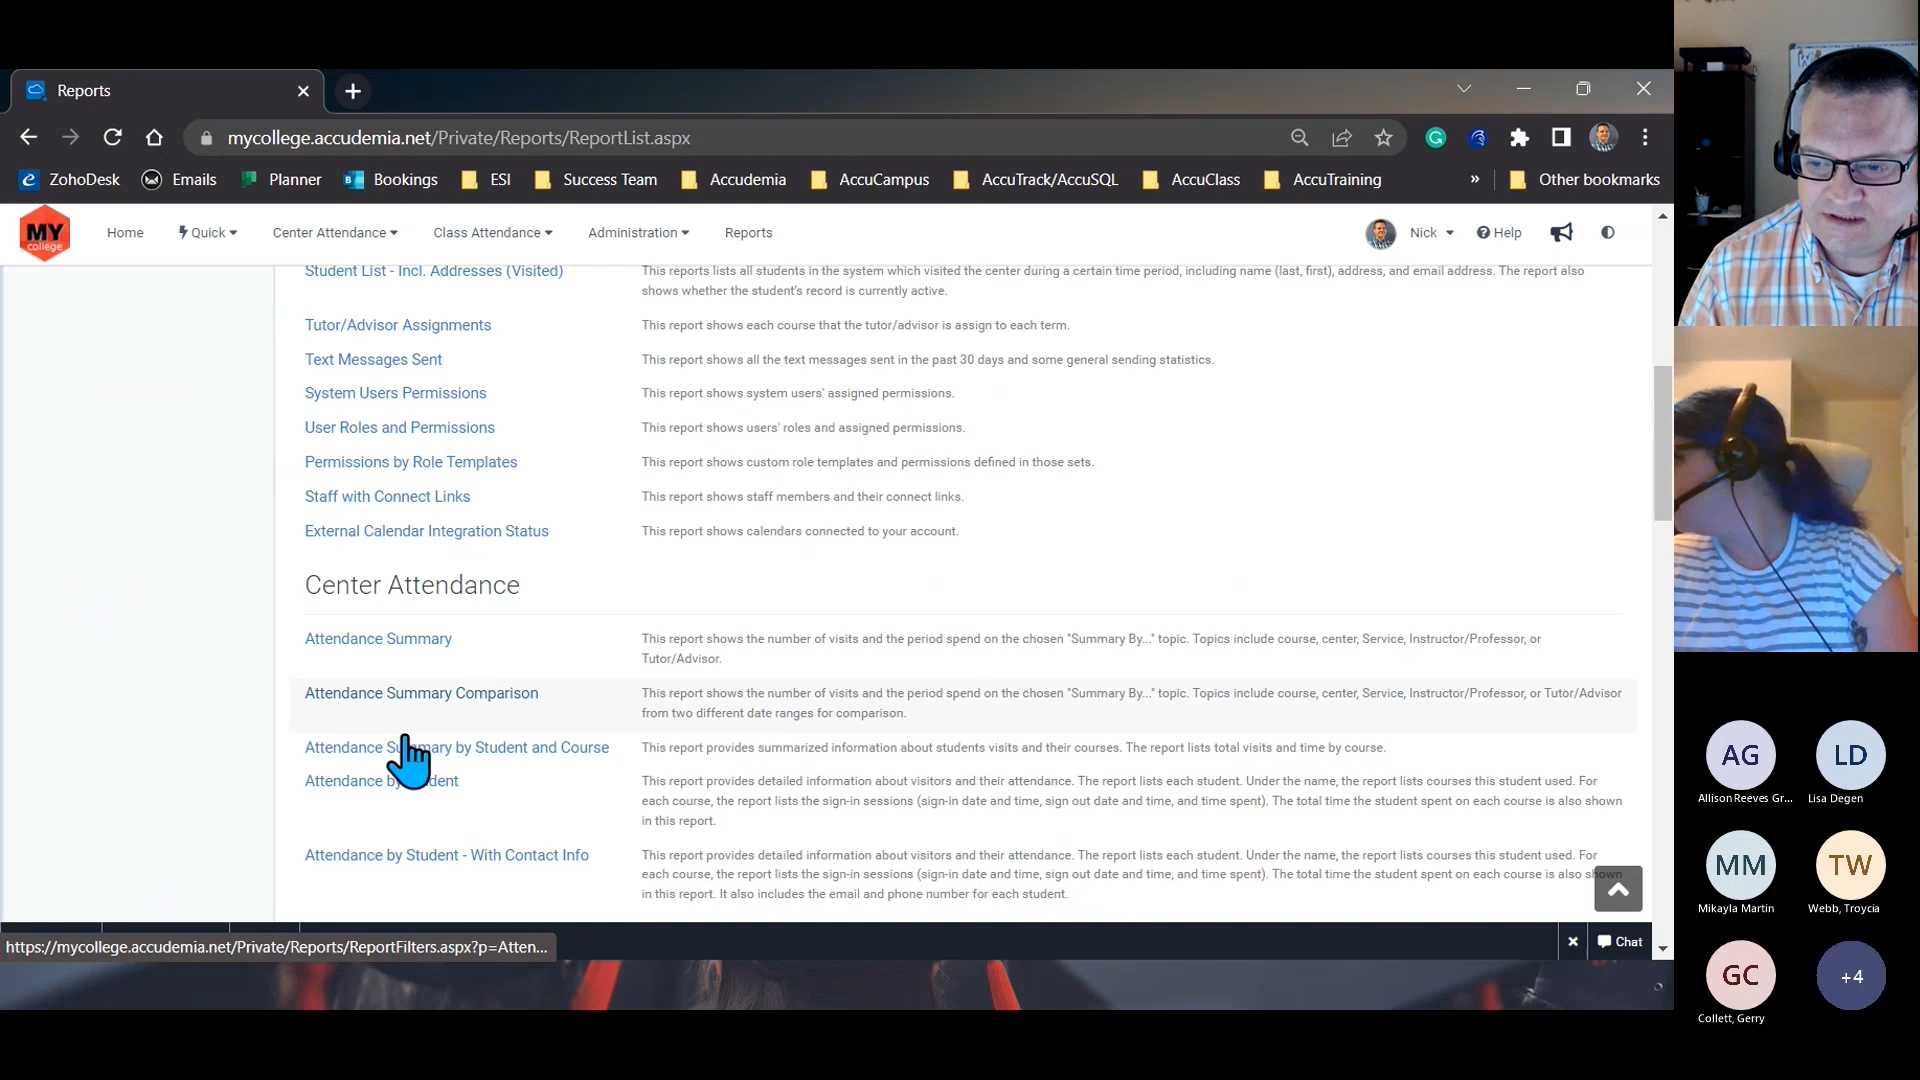 Reports
mycollege.accudemia.net/Private/Reports/ReportList.aspx
ZohoDesk Emails Planner Bookings ESI Success Team Accudemia AccuCampus AccuTrack/AccuSQL AccuClass AccuTraining » Other bookmarks
MY college Home Quick Center Attendance Class Attendance Administration Reports Nick Help
Student List - Incl. Addresses (Visited) This reports lists all students in the system which visited the center during a certain time period, including name (last, first), address, and email address. The report also
shows whether the student's record is currently active.
Tutor/Advisor Assignments This report shows each course that the tutor/advisor is assign to each term.
Text Messages Sent This report shows all the text messages sent in the past 30 days and some general sending statistics.
System Users Permissions This report shows system users' assigned permissions.
User Roles and Permissions This report shows users' roles and assigned permissions.
Permissions by Role Templates This report shows custom role templates and permissions defined in those sets.
Staff with Connect Links This report shows staff members and their connect links.
External Calendar Integration Status This report shows calendars connected to your account.
Center Attendance
Attendance Summary This report shows the number of visits and the period spend on the chosen "Summary By..." topic. Topics include course, center, Service, Instructor/Professor, or
Tutor/Advisor.
Attendance Summary Comparison This report shows the number of visits and the period spend on the chosen "Summary By..." topic. Topics include course, center, Service, Instructor/Professor, or Tutor/Advisor
from two different date ranges for comparison.
Attendance Summary by Student and Course This report provides summarized information about students visits and their courses. The report lists total visits and time by course.
Attendance by Student This report provides detailed information about visitors and their attendance. The report lists each student. Under the name, the report lists courses this student used. For
each course, the report lists the sign-in sessions (sign-in date and time, sign out date and time, and time spent). The total time the student spent on each course is also shown
in this report.
Attendance by Student - With Contact Info This report provides detailed information about visitors and their attendance. The report lists each student. Under the name, the report lists courses this student used. For
each course, the report lists the sign-in sessions (sign-in date and time, sign out date and time, and time spent). The total time the student spent on each course is also shown
in this report. It also includes the email and phone number for each student.
https://mycollege.accudemia.net/Private/Reports/ReportFilters.aspx?p=Atten...
Chat
AG LD
Allison Reeves Gr... Lisa Degen
MM TW
Mikayla Martin Webb, Troycia
GC +4
Collett, Gerry